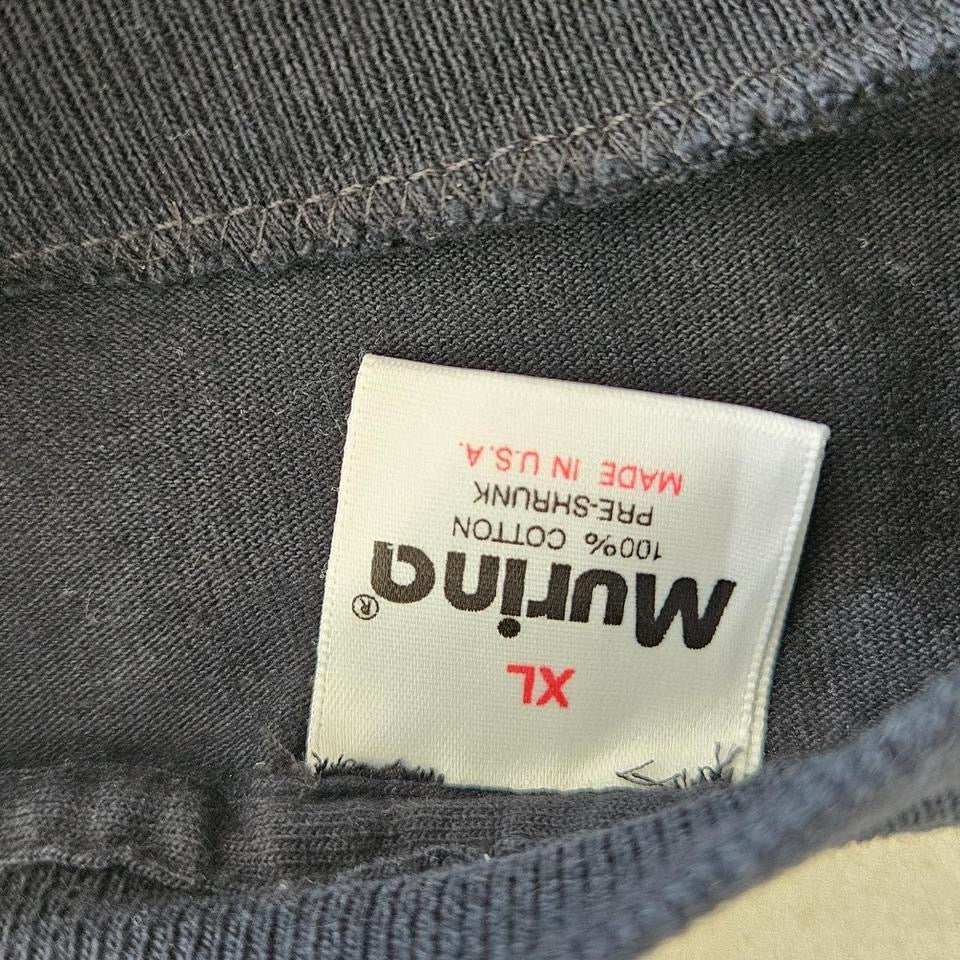 XL
Murina®
100% COTTON
PRE-SHRUNK
MADE IN U.S.A.